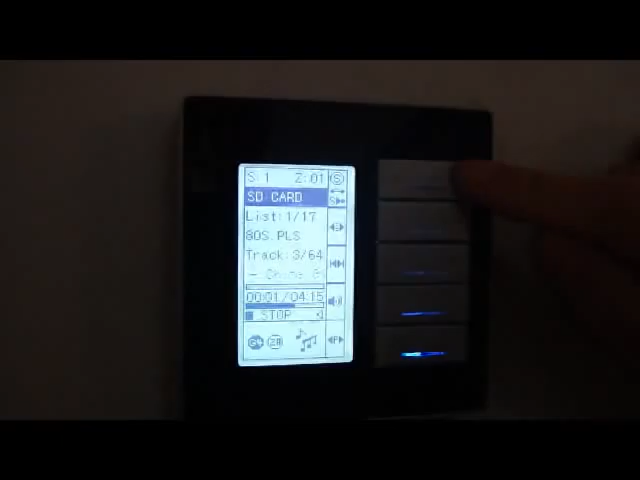 S: 1 Z:01 S
SD CARD
List:1/17
80S.PLS
Track:3/64
00:01/04:15
STOP